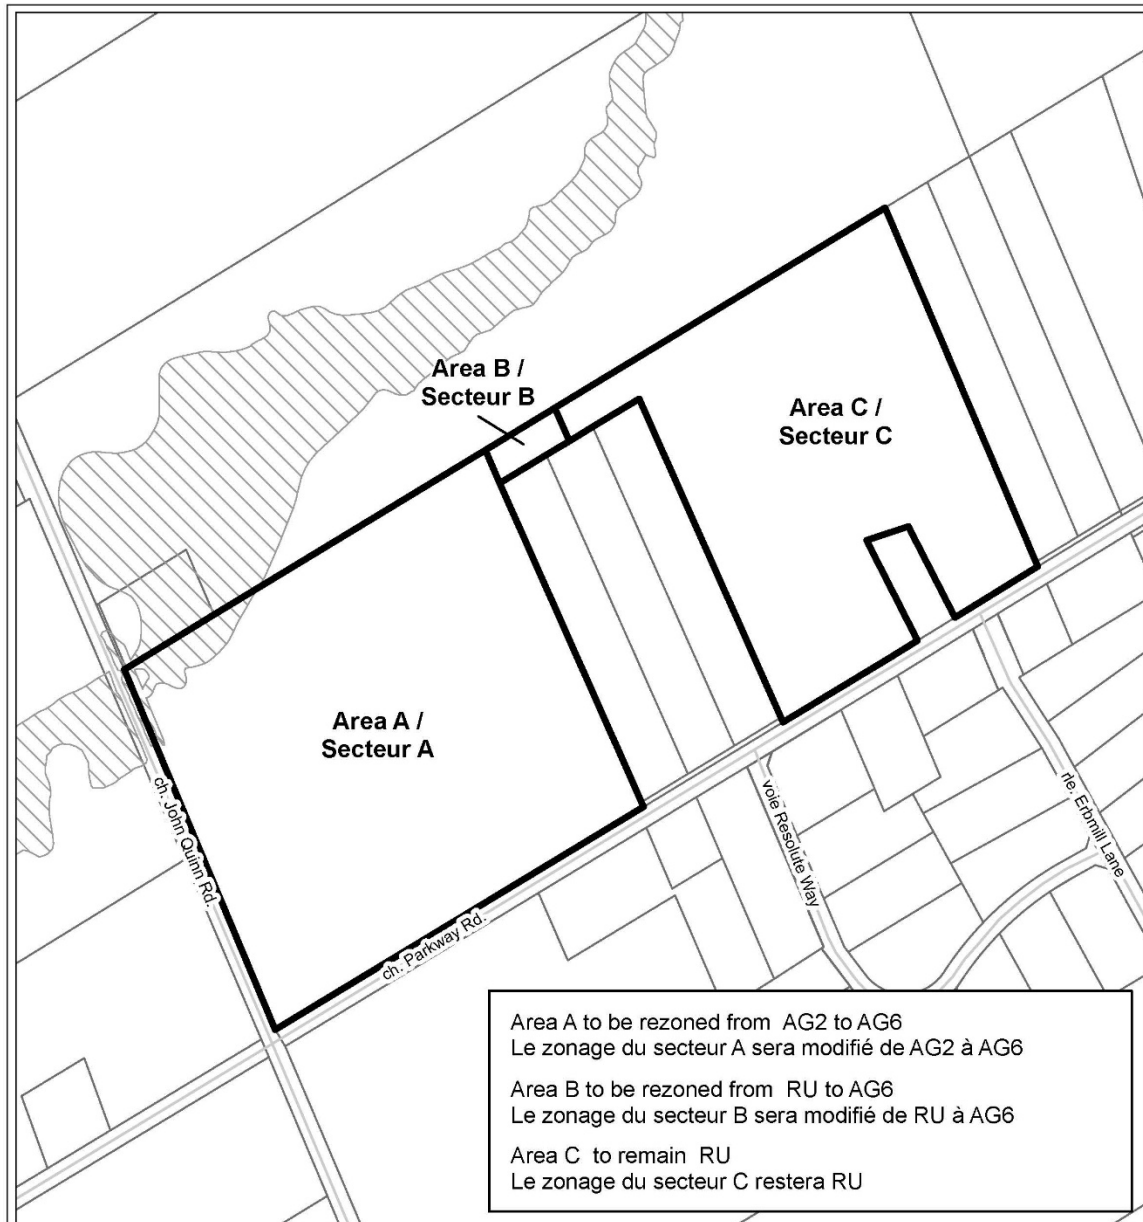 Area B /
Secteur B
Area C /
Secteur C
Area A /
Secteur A
ch. John Quinn Rd.
ch. Parkway Rd.
voie Resolute Way
rle. Erbmill Lane
Area A to be rezoned from AG2 to AG6
Le zonage du secteur A sera modifié de AG2 à AG6
Area B to be rezoned from RU to AG6
Le zonage du secteur B sera modifié de RU à AG6
Area C to remain RU
Le zonage du secteur C restera RU